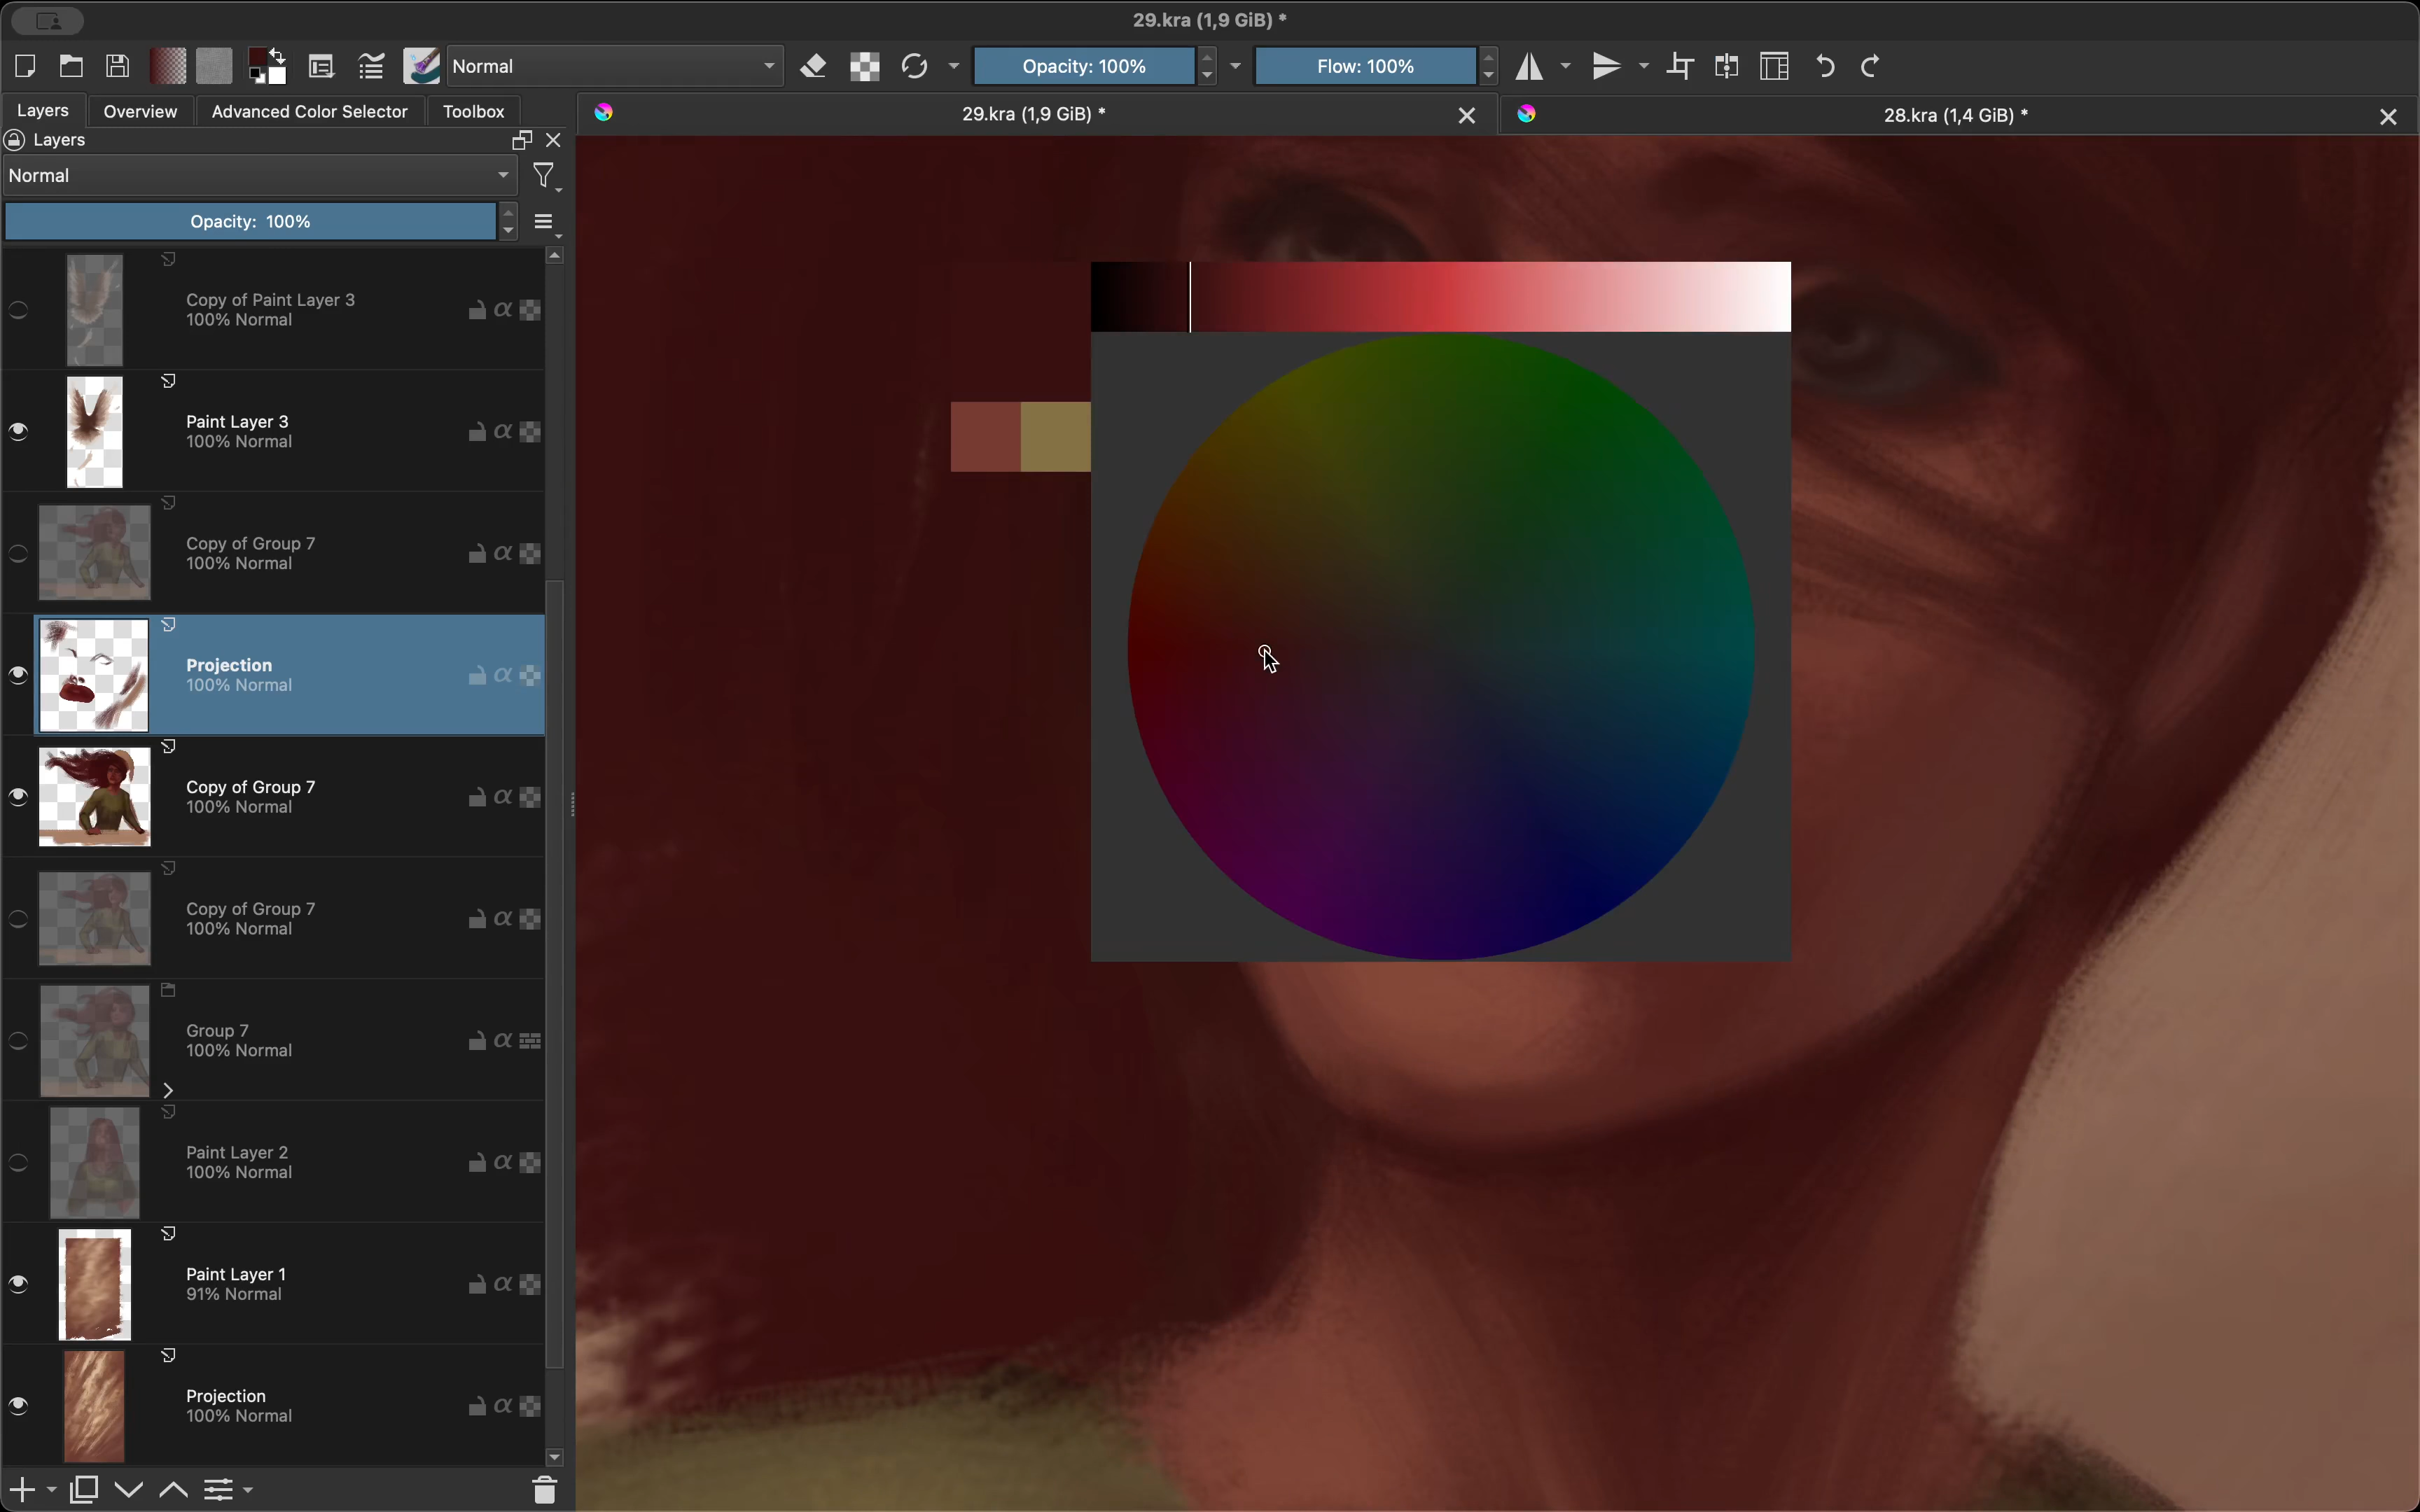 29.kra (1,9 GiB) *
Normal
Opacity: 100%
Flow: 100%
Layers
Overview
Advanced Color Selector
Toolbox
29.kra (1,9 GiB) *
28.kra (1,4 GiB) *
Layers
Normal
Opacity: 100%
Copy of Paint Layer 3
100% Normal
α
Paint Layer 3
100% Normal
α
Copy of Group 7
100% Normal
α
Projection
100% Normal
α
Copy of Group 7
100% Normal
α
Copy of Group 7
100% Normal
α
Group 7
100% Normal
α
Paint Layer 2
100% Normal
α
Paint Layer 1
91% Normal
α
Projection
100% Normal
α